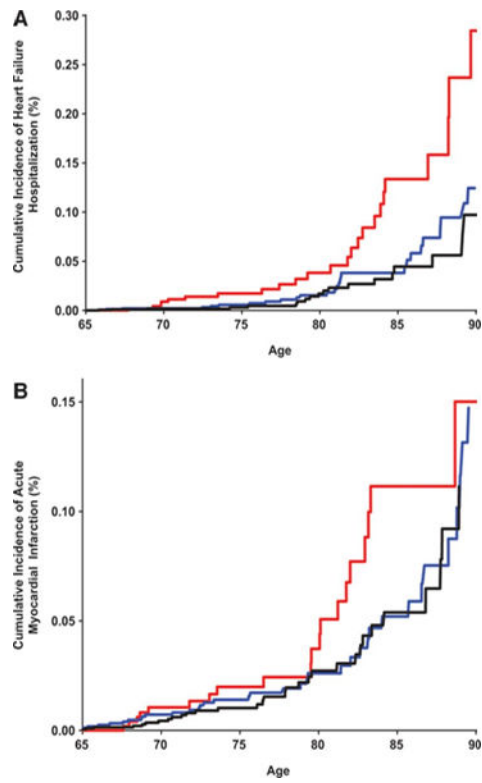 A
Cumulative Incidence of Heart Failure
Hospitalization (%)
0.30
0.25
0.20
0.15
0.10
0.05
0.00
65
70
75
80
85
90
Age
B
Cumulative Incidence of Acute
Myocardial Infarction (%)
0.15
0.10
0.05
0.00
65
70
75
80
85
90
Age